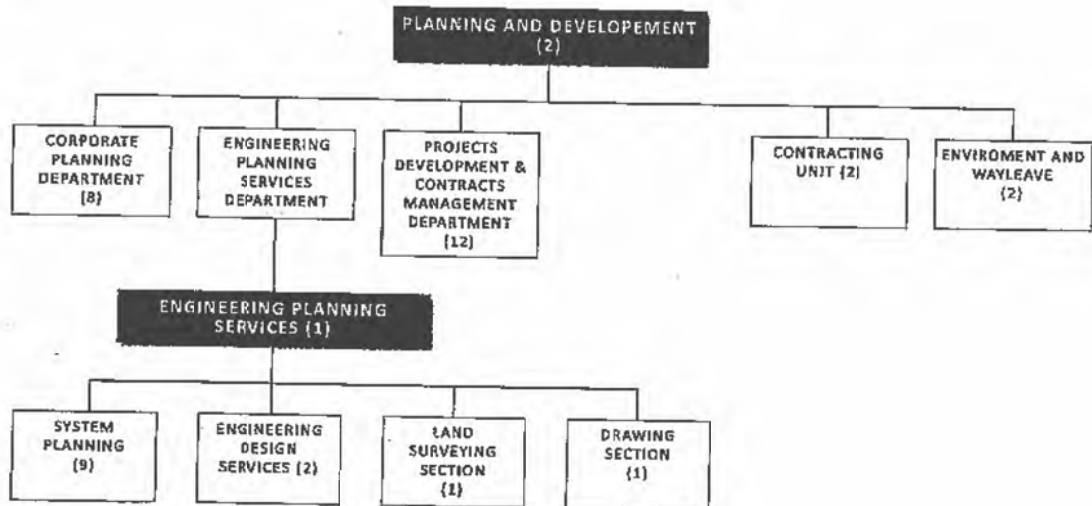 PLANNING AND DEVELOPEMENT
(2)
CORPORATE
PLANNING
DEPARTMENT
(8)
ENGINEERING
PLANNING
SERVICES
DEPARTMENT
PROJECTS
DEVELOPMENT &
CONTRACTS
MANAGEMENT
DEPARTMENT
(12)
CONTRACTING
UNIT (2)
ENVIROMENT AND
WAYLEAVE
(2)
ENGINEERING PLANNING
SERVICES (1)
SYSTEM
PLANNING
(9)
ENGINEERING
DESIGN
SERVICES (2)
LAND
SURVEYING
SECTION
(1)
DRAWING
SECTION
(1)